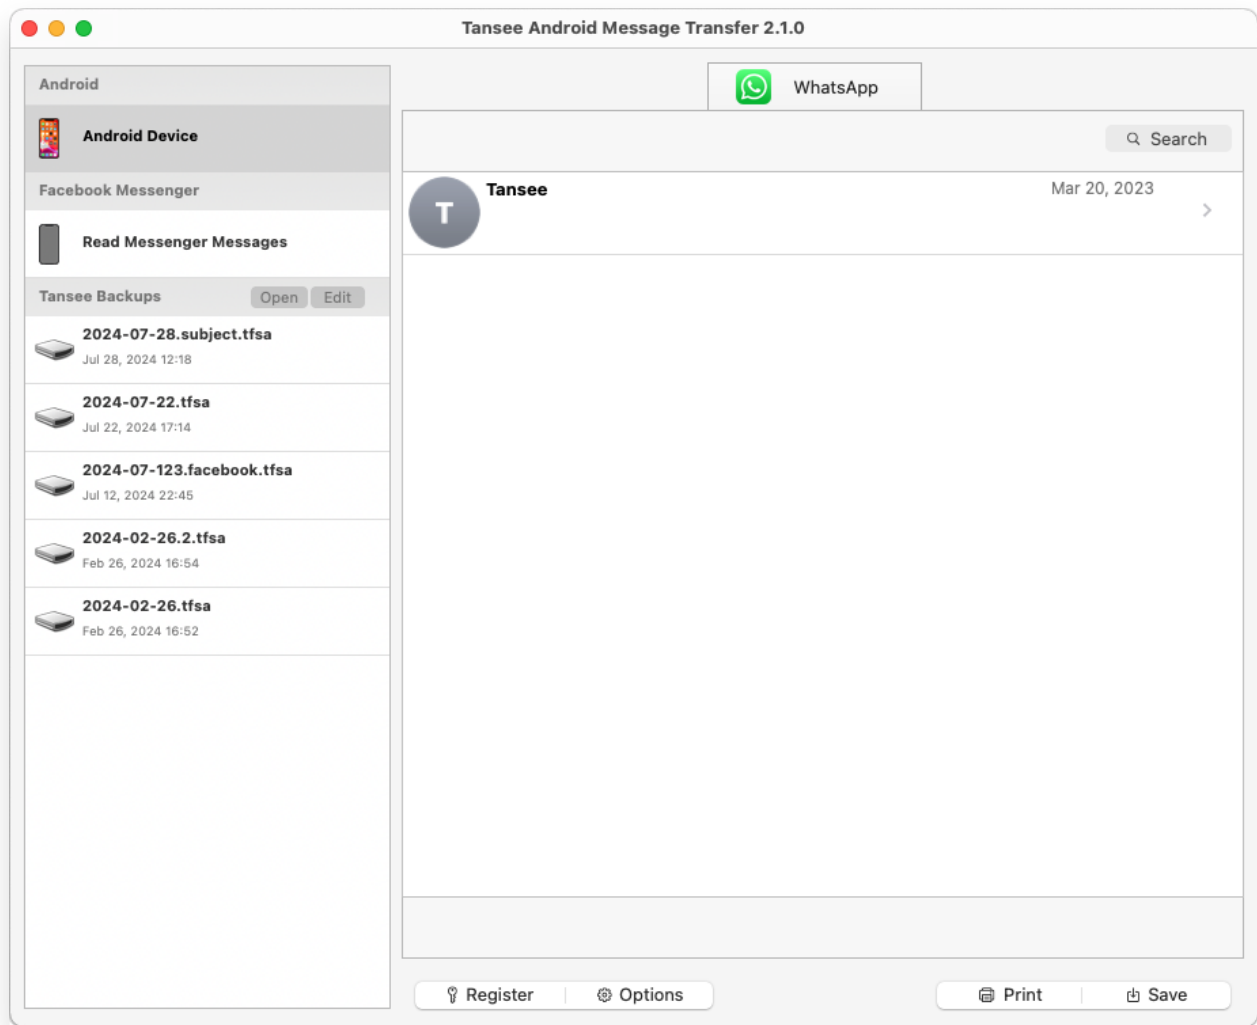 Tansee Android Message Transfer 2.1.0
Android
Android Device
Facebook Messenger
Read Messenger Messages
Tansee Backups Open Edit
2024-07-28.subject.tfsa
Jul 28, 2024 12:18
2024-07-22.tfsa
Jul 22, 2024 17:14
2024-07-123.facebook.tfsa
Jul 12, 2024 22:45
2024-02-26.2.tfsa
Feb 26, 2024 16:54
2024-02-26.tfsa
Feb 26, 2024 16:52
WhatsApp
Search
T
Tansee Mar 20, 2023
Register Options Print Save